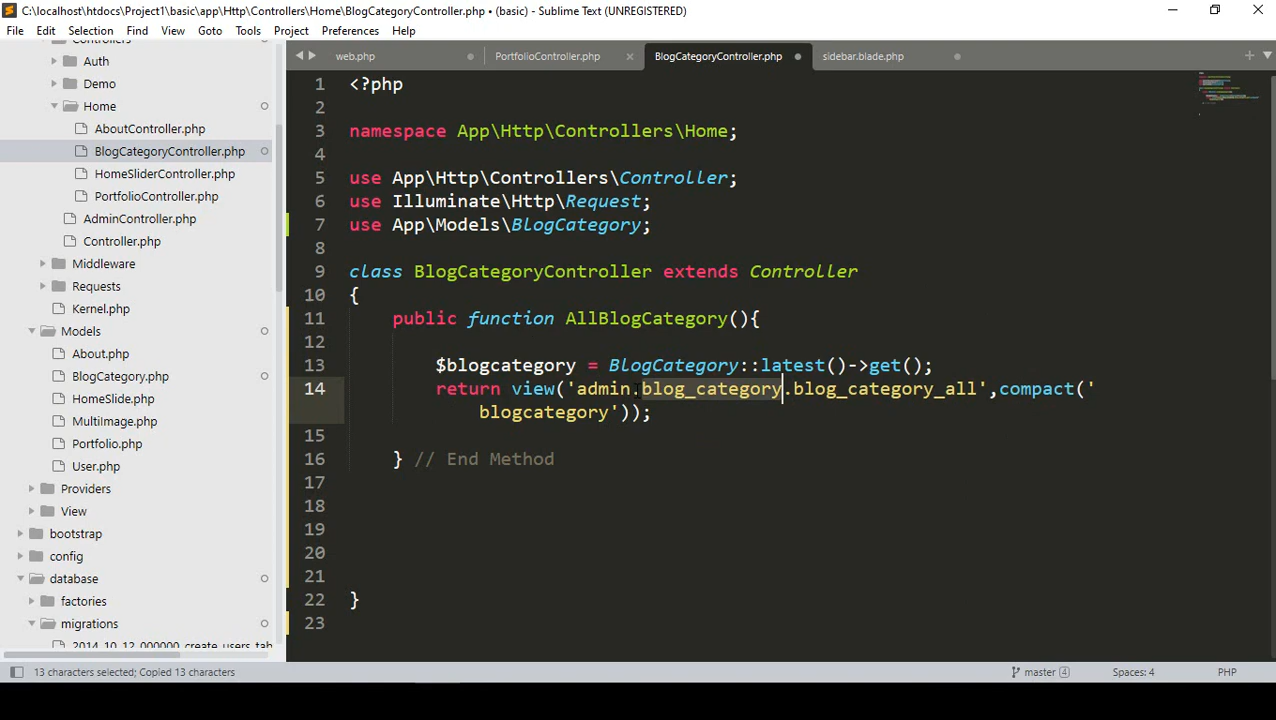 C:\xampp\htdocs\Project1\basic\app\Http\Controllers\Home\BlogCategoryController.php • (basic) - Sublime Text (UNREGISTERED)
File Edit Selection Find View Goto Tools Project Preferences Help
Controllers
Auth
Demo
Home
AboutController.php
BlogCategoryController.php
HomeSliderController.php
PortfolioController.php
AdminController.php
Controller.php
Middleware
Requests
Kernel.php
Models
About.php
BlogCategory.php
HomeSlide.php
MultiImage.php
Portfolio.php
User.php
Providers
View
bootstrap
config
database
factories
migrations
2014_10_12_000000_create_users_tab
web.php PortfolioController.php BlogCategoryController.php sidebar.blade.php
1 <?php
2
3 namespace App\Http\Controllers\Home;
4
5 use App\Http\Controllers\Controller;
6 use Illuminate\Http\Request;
7 use App\Models\BlogCategory;
8
9 class BlogCategoryController extends Controller
10 {
11 public function AllBlogCategory(){
12
13 $blogcategory = BlogCategory::latest()->get();
14 return view('admin.blog_category.blog_category_all',compact('
blogcategory'));
15
16 } // End Method
17
18
19
20
21
22 }
23
13 characters selected; Copied 13 characters master 4 Spaces: 4 PHP